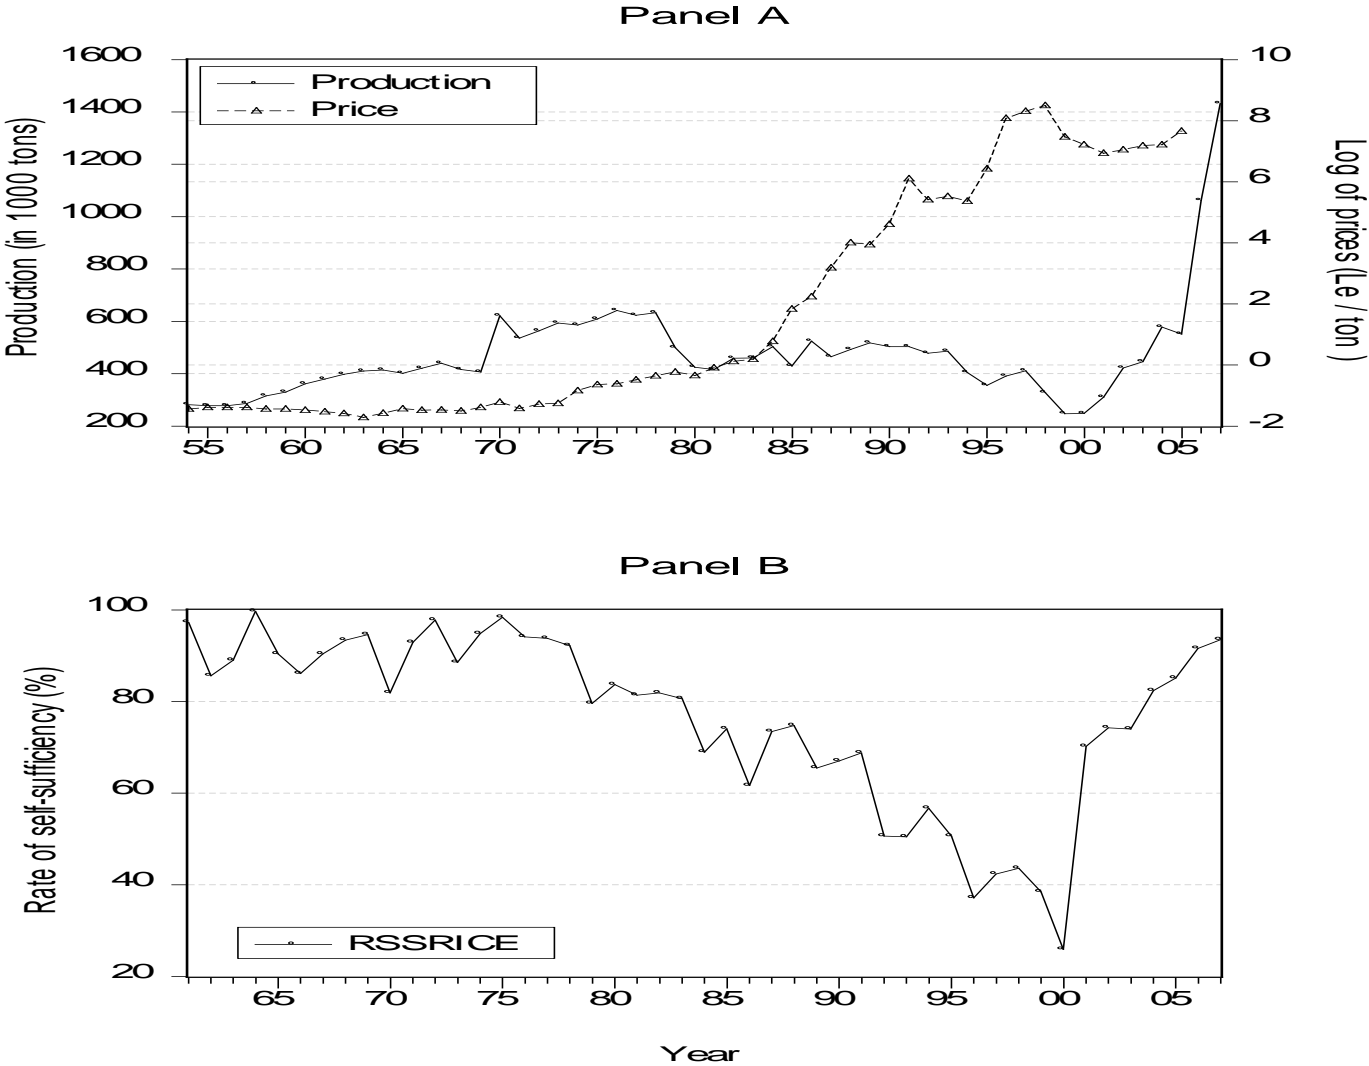 Panel A
Production (in 1000 tons)
1600
1400
1200
1000
800
600
400
200
Production
Price
10
8
6
4
2
0
-2
Log of prices (Le / ton )
55 60 65 70 75 80 85 90 95 00 05
Panel B
Rate of self-sufficiency (%)
100
80
60
40
20
RSSRICE
65 70 75 80 85 90 95 00 05
Year